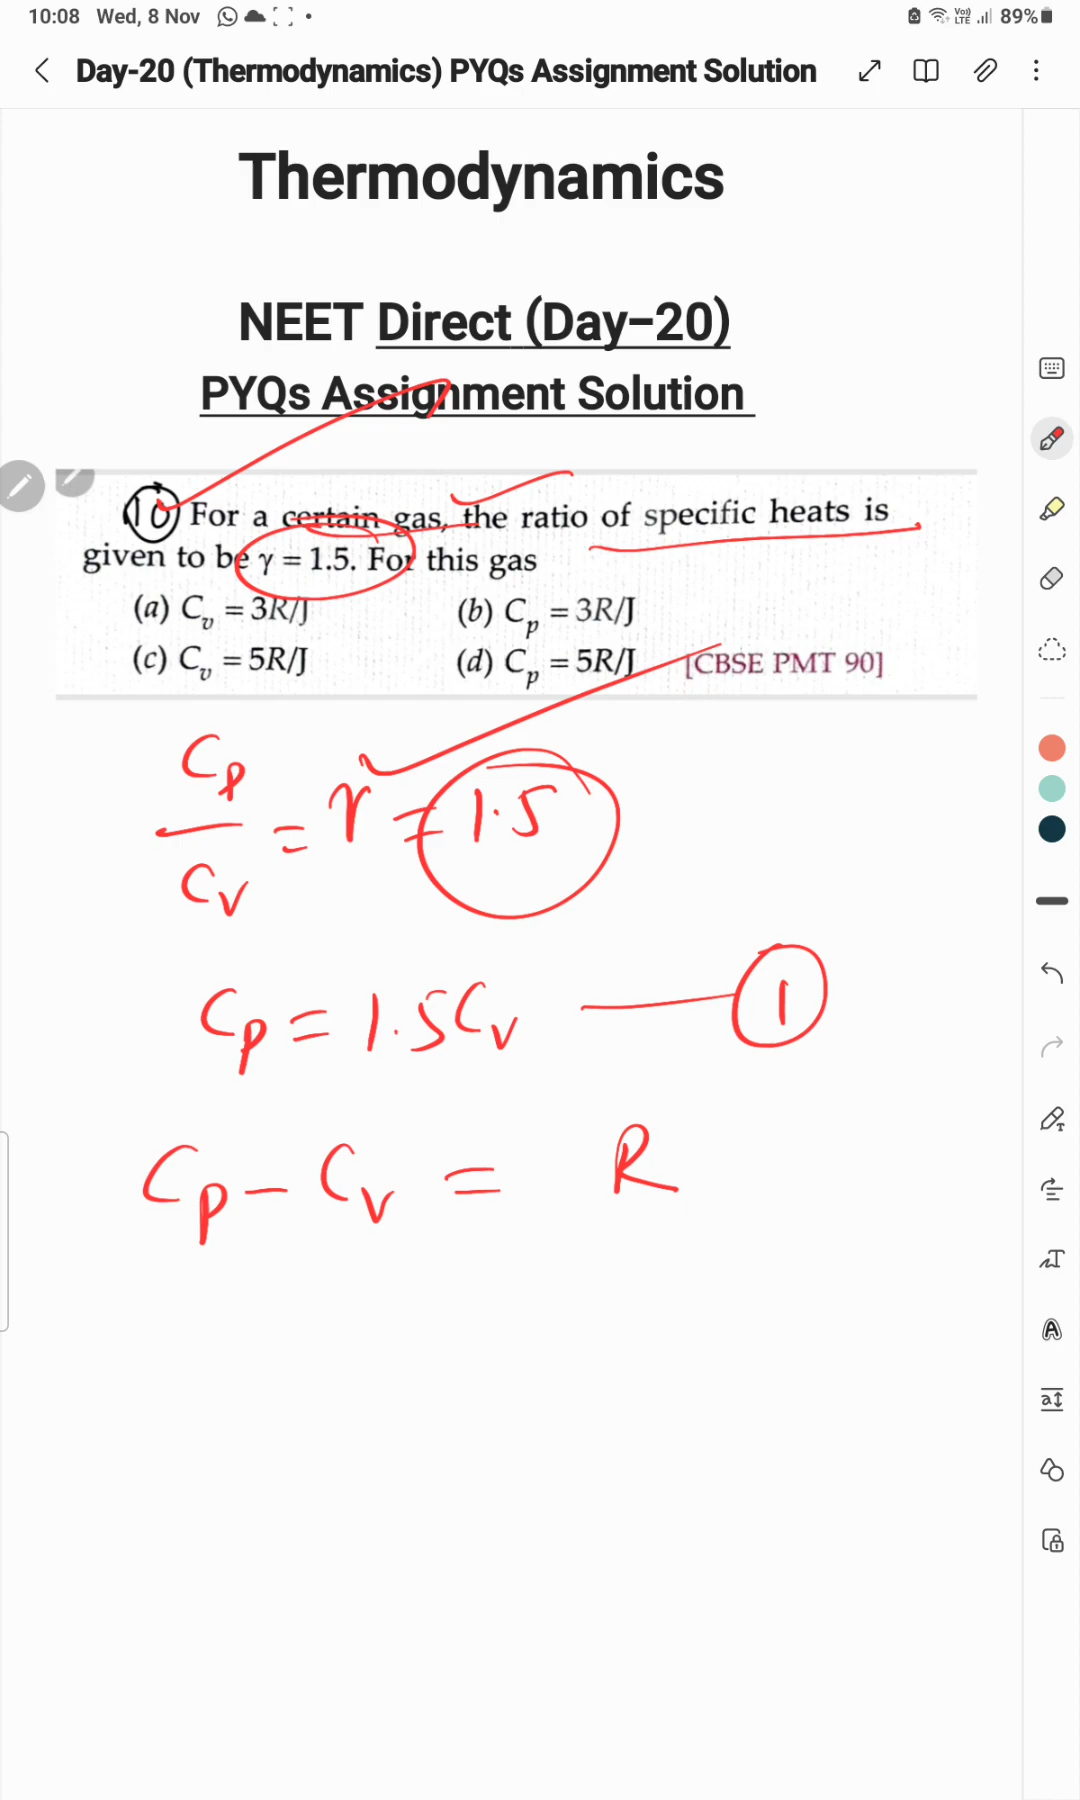 10:08 Wed, 8 Nov
Vo)) LTE 89%
Day-20 (Thermodynamics) PYQs Assignment Solution
Thermodynamics
NEET Direct (Day-20)
PYQs Assignment Solution
10 For a certain gas, the ratio of specific heats is
given to be γ = 1.5. For this gas
(a) Cv = 3R/J (b) Cp = 3R/J
(c) Cv = 5R/J (d) Cp = 5R/J [CBSE PMT 90]
Cp/Cv = γ = 1.5
Cp = 1.5Cv — 1
Cp - Cv = R